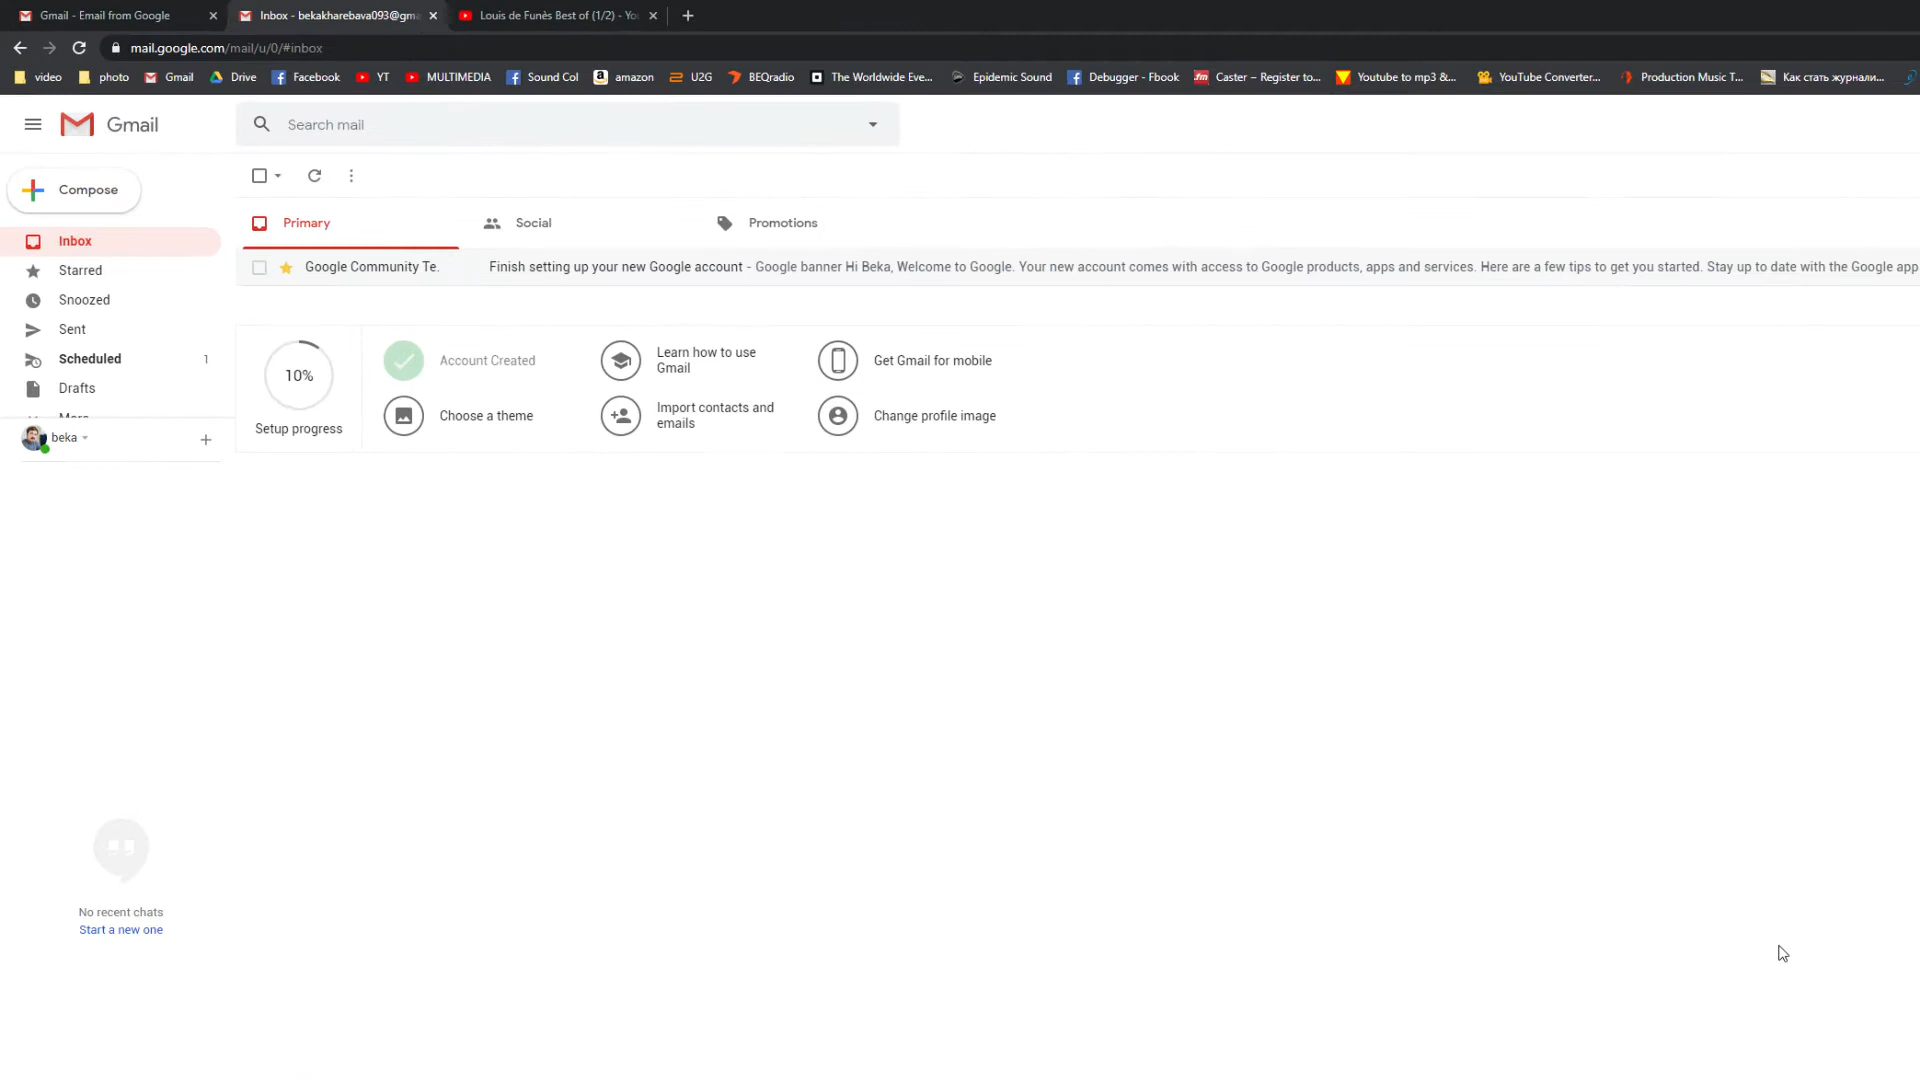 Gmail - Email from Google
Inbox - bekakharebava093@gma
Louis de Funès Best of (1/2) - Yo
mail.google.com/mail/u/0/#inbox
video photo Gmail Drive Facebook YT MULTIMEDIA Sound Col amazon U2G BEQradio The Worldwide Eve... Epidemic Sound Debugger - Fbook Caster – Register to... Youtube to mp3 &... YouTube Converter... Production Music T... Как стать журнали...
Gmail
Search mail
Compose
Primary
Social
Promotions
Inbox
Google Community Te. Finish setting up your new Google account - Google banner Hi Beka, Welcome to Google. Your new account comes with access to Google products, apps and services. Here are a few tips to get you started. Stay up to date with the Google app
Starred
Snoozed
Sent
Scheduled 1
Drafts
beka
10%
Setup progress
Account Created
Learn how to use
Gmail
Get Gmail for mobile
Choose a theme
Import contacts and
emails
Change profile image
No recent chats
Start a new one